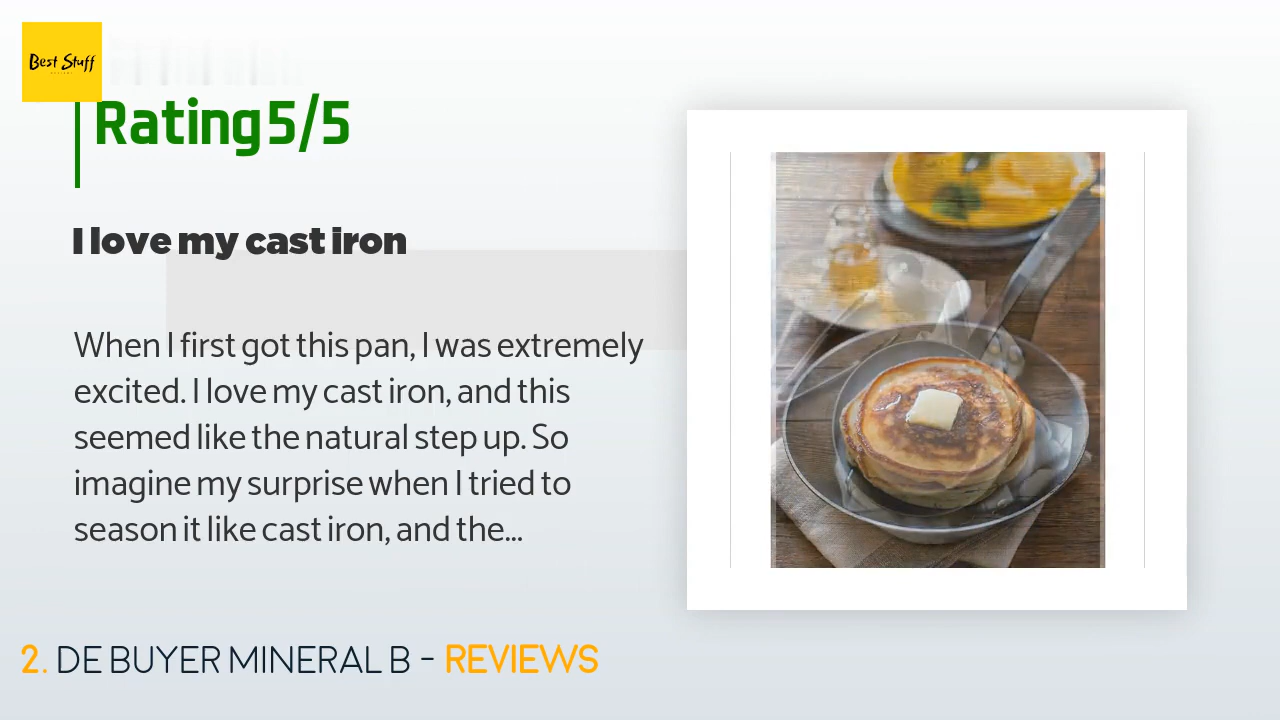 Best Stuff
Rating 5/5
I love my cast iron
When I first got this pan, I was extremely
excited. I love my cast iron, and this
seemed like the natural step up. So
imagine my surprise when I tried to
season it like cast iron, and the...
2. DE BUYER MINERAL B - REVIEWS